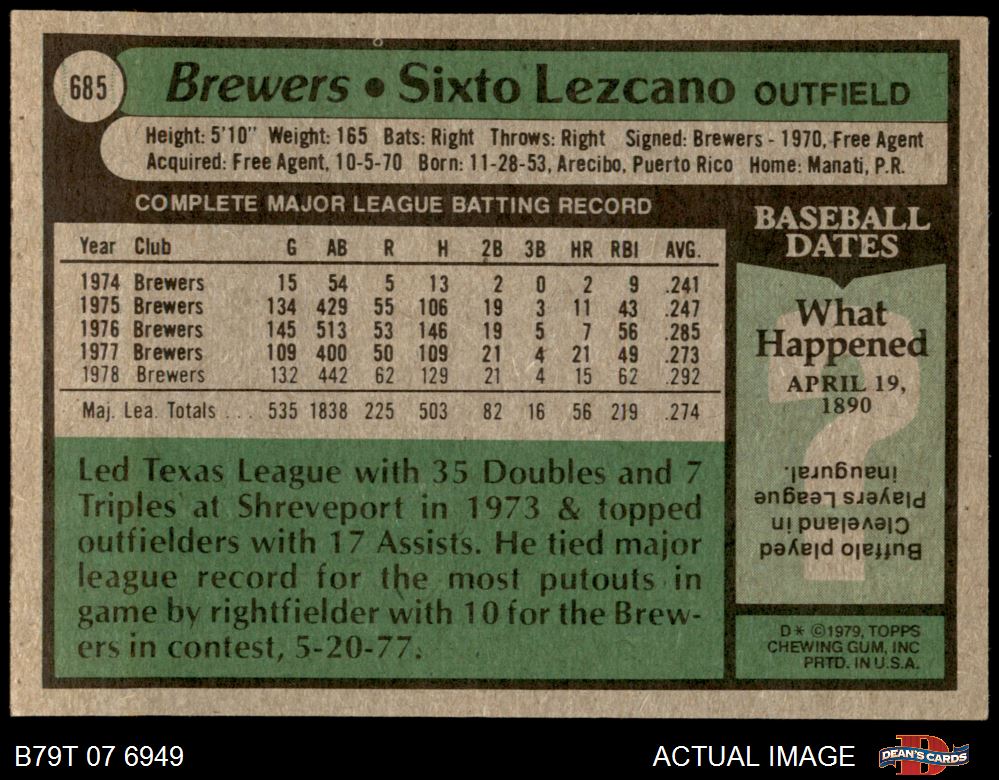 685
Brewers • Sixto Lezcano OUTFIELD
Height: 5'10" Weight: 165 Bats: Right Throws: Right Signed: Brewers - 1970, Free Agent
Acquired: Free Agent, 10-5-70 Born: 11-28-53, Arecibo, Puerto Rico Home: Manati, P.R.
COMPLETE MAJOR LEAGUE BATTING RECORD
Year Club G AB R H 2B 3B HR RBI AVG.
1974 Brewers 15 54 5 13 2 0 2 9 .241
1975 Brewers 134 429 55 106 19 3 11 43 .247
1976 Brewers 145 513 53 146 19 5 7 56 .285
1977 Brewers 109 400 50 109 21 4 21 49 .273
1978 Brewers 132 442 62 129 21 4 15 62 .292
Maj. Lea. Totals . . . 535 1838 225 503 82 16 56 219 .274
Led Texas League with 35 Doubles and 7
Triples at Shreveport in 1973 & topped
outfielders with 17 Assists. He tied major
league record for the most putouts in
game by rightfielder with 10 for the Brew-
ers in contest, 5-20-77.
BASEBALL
DATES
What
Happened
APRIL 19,
1890
?
Buffalo played
Cleveland in
Players League
inaugural.
D* ©1979, TOPPS
CHEWING GUM, INC
PRTD. IN U.S.A.
B79T 07 6949
ACTUAL IMAGE
D
DEAN'S CARDS